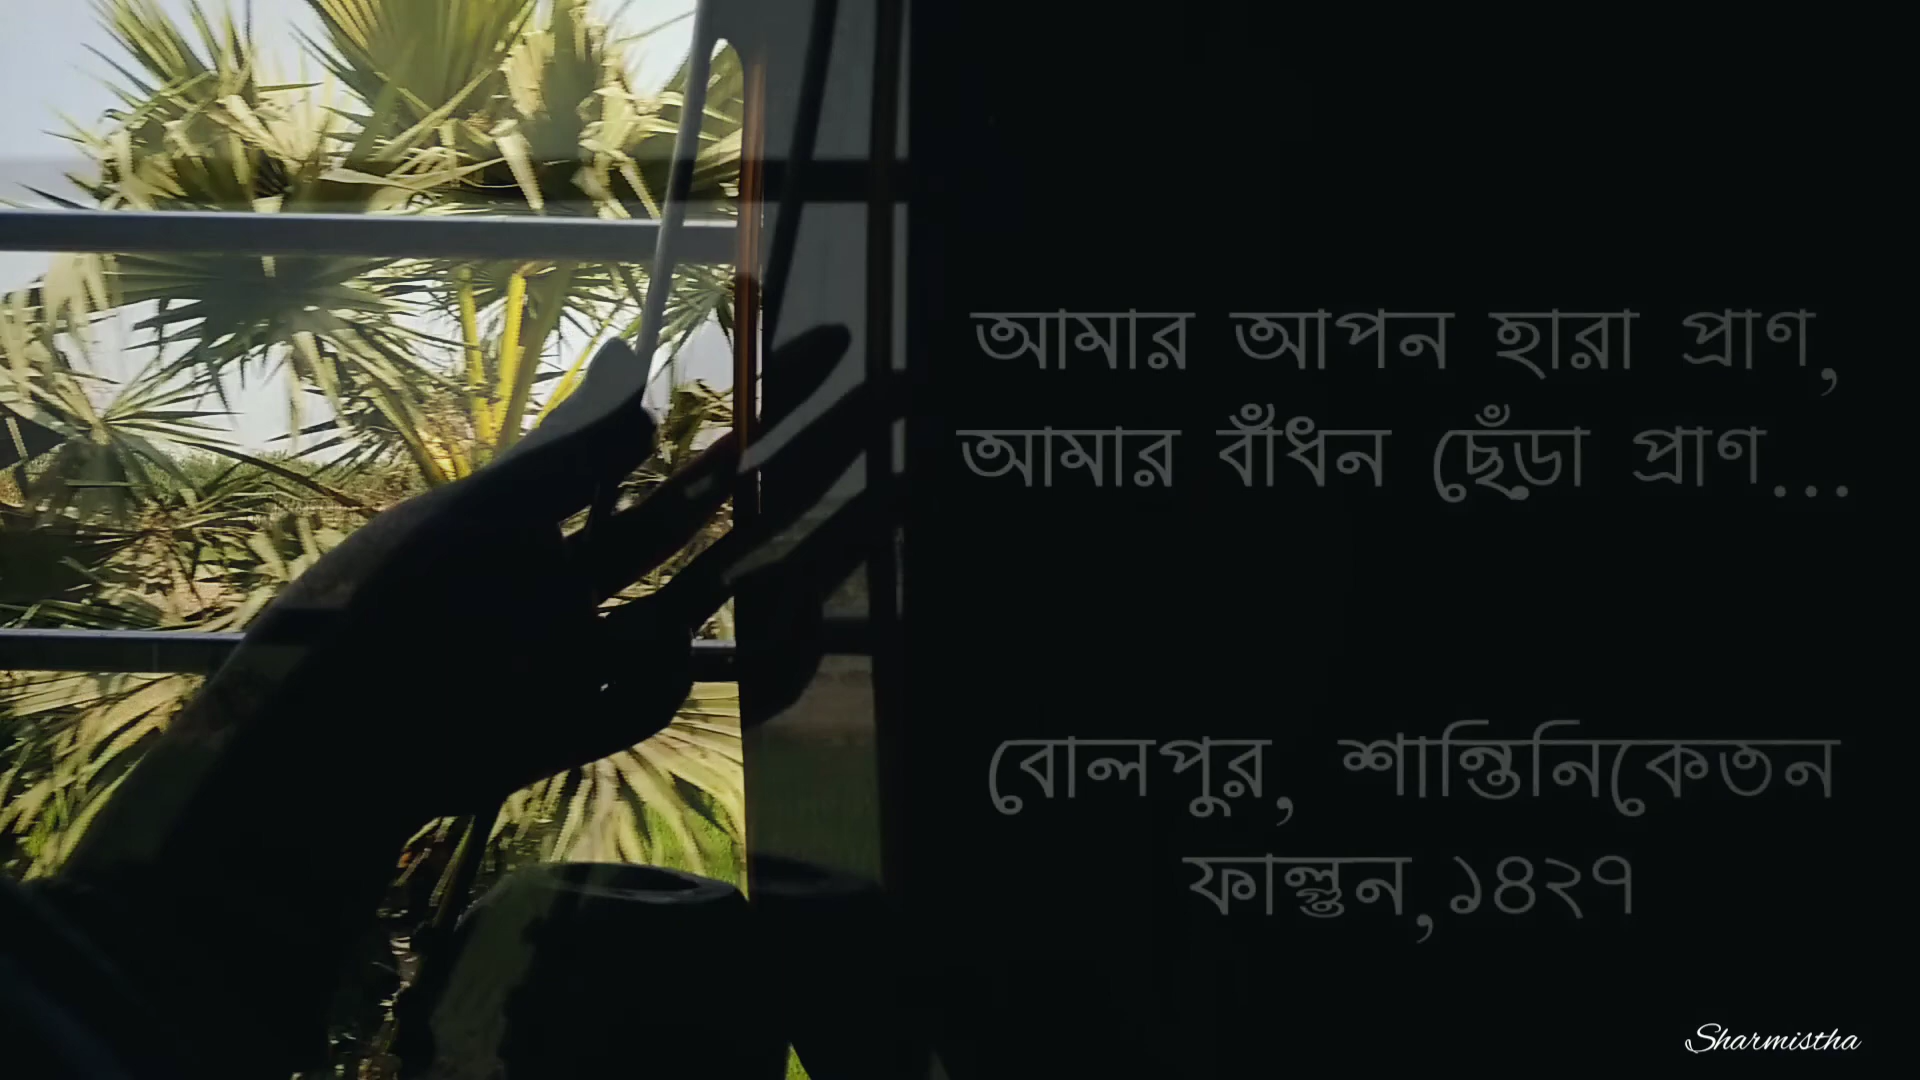 আমার আপন হারা প্রাণ,
আমার বাঁধন ছেঁড়া প্রাণ...
বোলপুর, শান্তিনিকেতন
ফাল্গুন,১৪২৭
Sharmistha